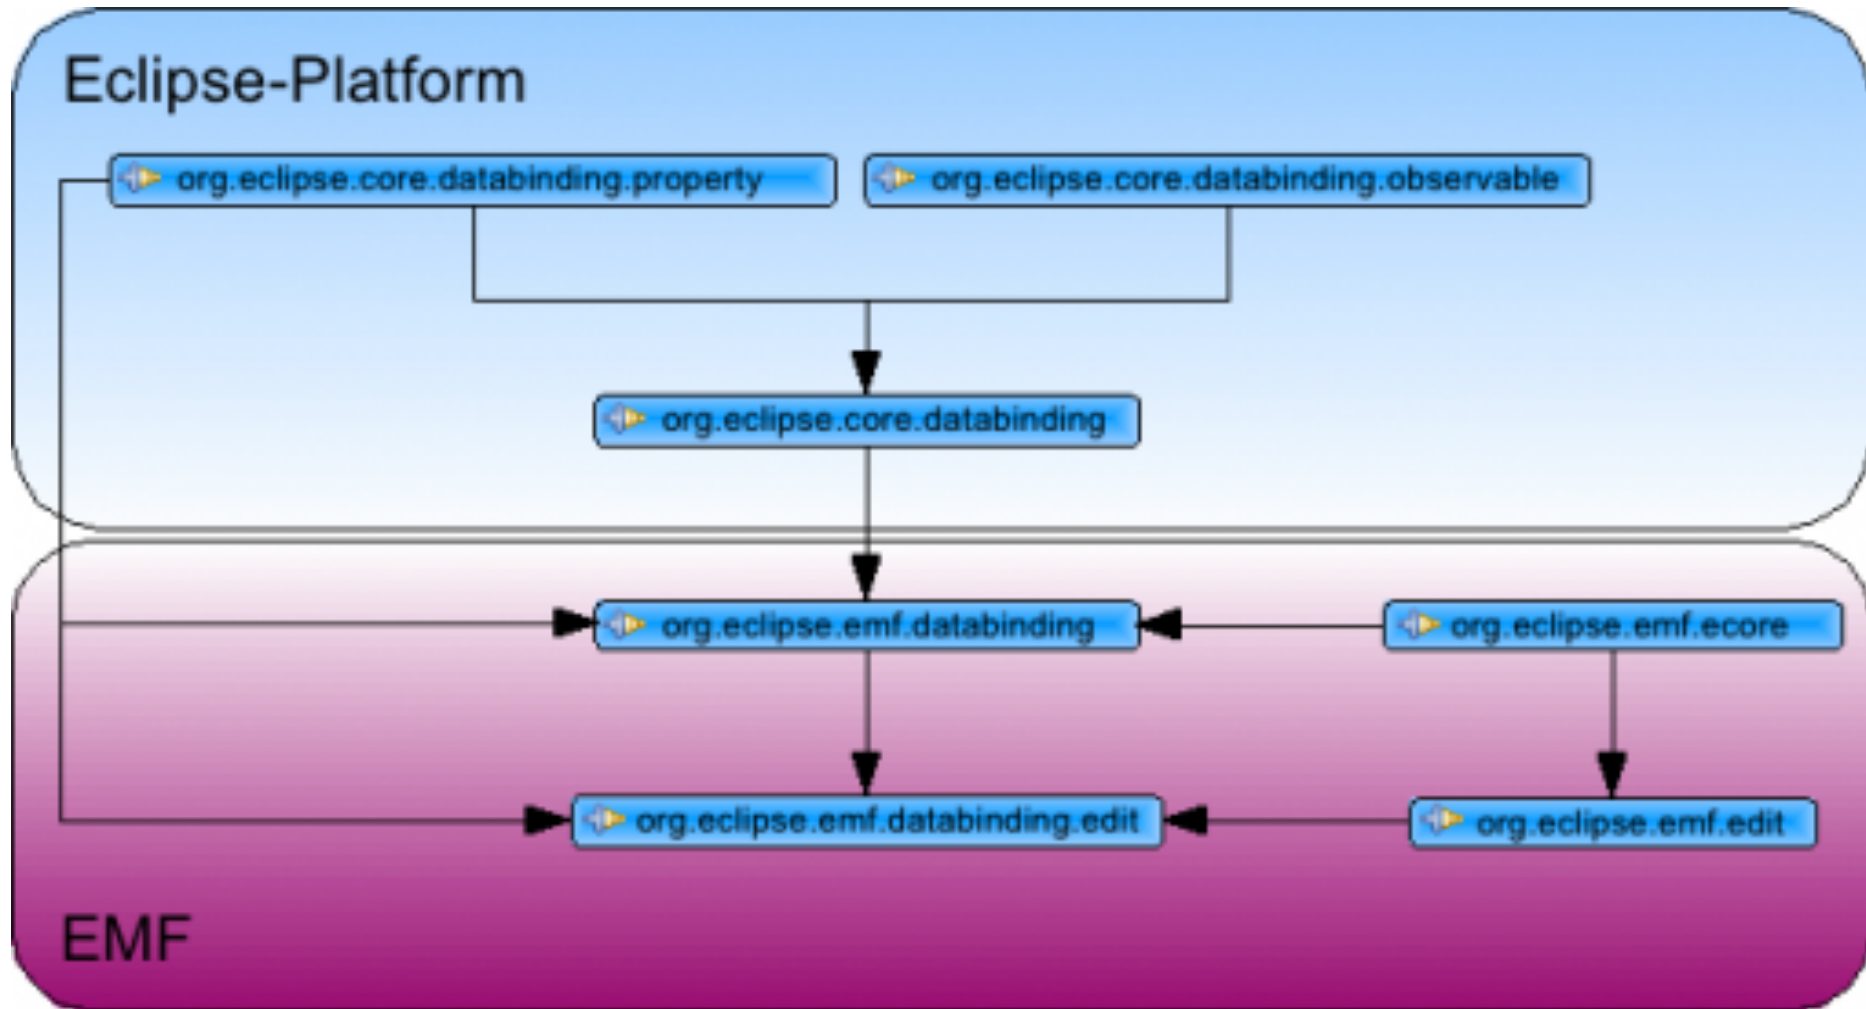 Eclipse-Platform
org.eclipse.core.databinding.property
org.eclipse.core.databinding.observable
org.eclipse.core.databinding
org.eclipse.emf.databinding
org.eclipse.emf.ecore
org.eclipse.emf.databinding.edit
org.eclipse.emf.edit
EMF